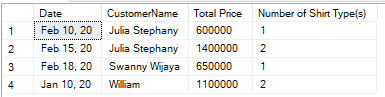 Date CustomerName Total Price Number of Shirt Type(s)
1 Feb 10, 20 Julia Stephany 600000 1
2 Feb 15, 20 Julia Stephany 1400000 2
3 Feb 18, 20 Swanny Wijaya 650000 1
4 Jan 10, 20 William 1100000 2